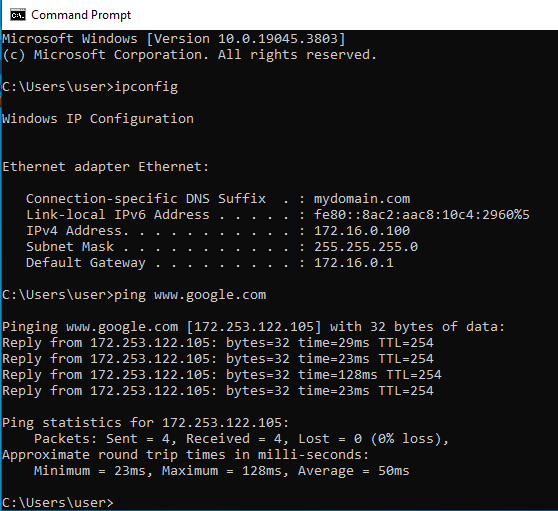 Command Prompt
Microsoft Windows [Version 10.0.19045.3803]
(c) Microsoft Corporation. All rights reserved.
C:\Users\user>ipconfig
Windows IP Configuration
Ethernet adapter Ethernet:
   Connection-specific DNS Suffix  . : mydomain.com
   Link-local IPv6 Address . . . . . : fe80::8ac2:aac8:10c4:2960%5
   IPv4 Address. . . . . . . . . . . : 172.16.0.100
   Subnet Mask . . . . . . . . . . . : 255.255.255.0
   Default Gateway . . . . . . . . . : 172.16.0.1
C:\Users\user>ping www.google.com
Pinging www.google.com [172.253.122.105] with 32 bytes of data:
Reply from 172.253.122.105: bytes=32 time=29ms TTL=254
Reply from 172.253.122.105: bytes=32 time=23ms TTL=254
Reply from 172.253.122.105: bytes=32 time=128ms TTL=254
Reply from 172.253.122.105: bytes=32 time=23ms TTL=254
Ping statistics for 172.253.122.105:
    Packets: Sent = 4, Received = 4, Lost = 0 (0% loss),
Approximate round trip times in milli-seconds:
    Minimum = 23ms, Maximum = 128ms, Average = 50ms
C:\Users\user>